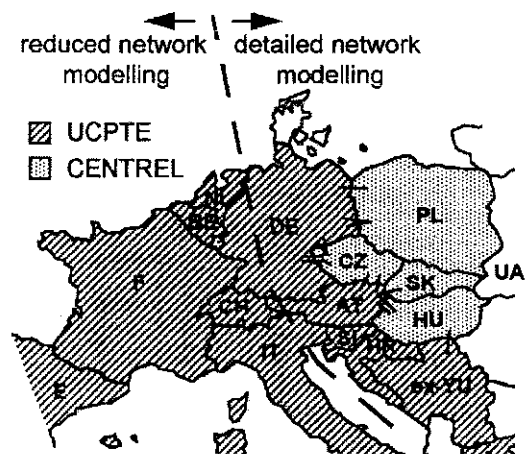 reduced network
modelling
detailed network
modelling
UCPTE
CENTREL
NL
DE
PL
CZ
SK
UA
F
CH
AT
HU
IT
E
ex-YU